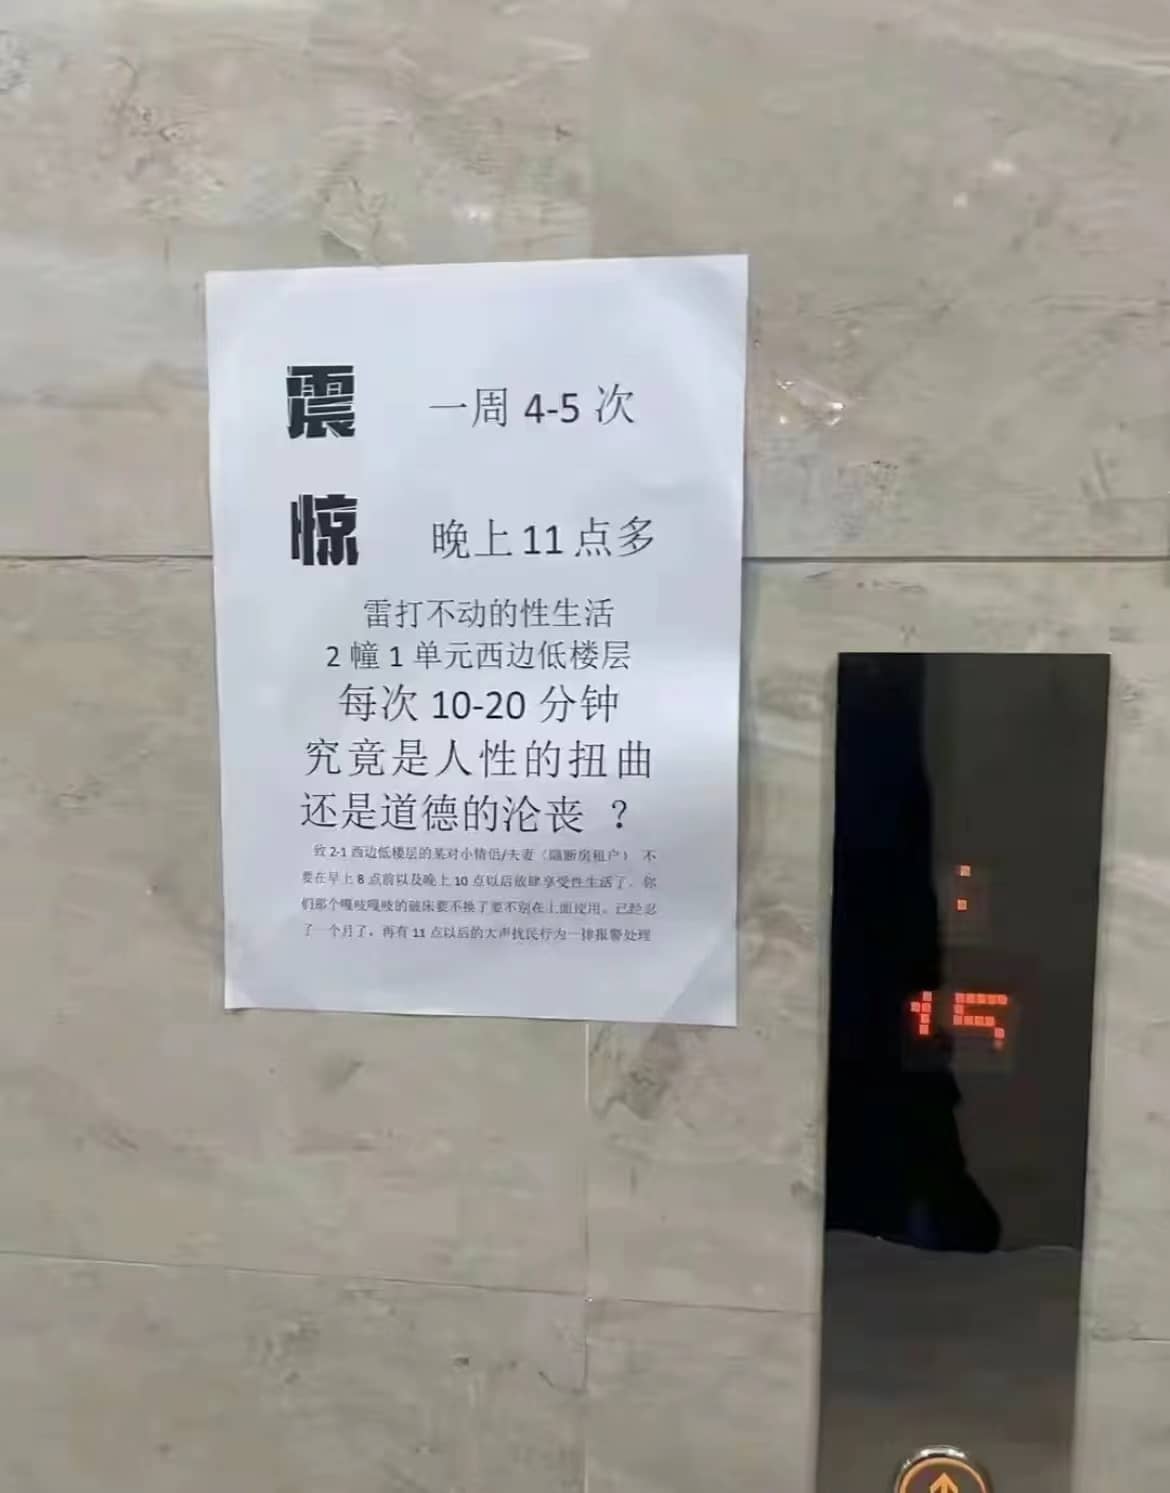 震 一周 4-5 次
惊 晚上 11 点多
雷打不动的性生活
2 幢 1 单元西边低楼层
每次 10-20 分钟
究竟是人性的扭曲
还是道德的沦丧 ？
致 2-1 西边低楼层的某对小情侣/夫妻（隔断房租户） 不
要在早上 8 点前以及晚上 10 点以后放肆享受性生活了。你
们那个嘎吱嘎吱的破床要不换了要不别在上面使用。已经忍
了一个月了，再有 11 点以后的大声扰民行为一律报警处理
15